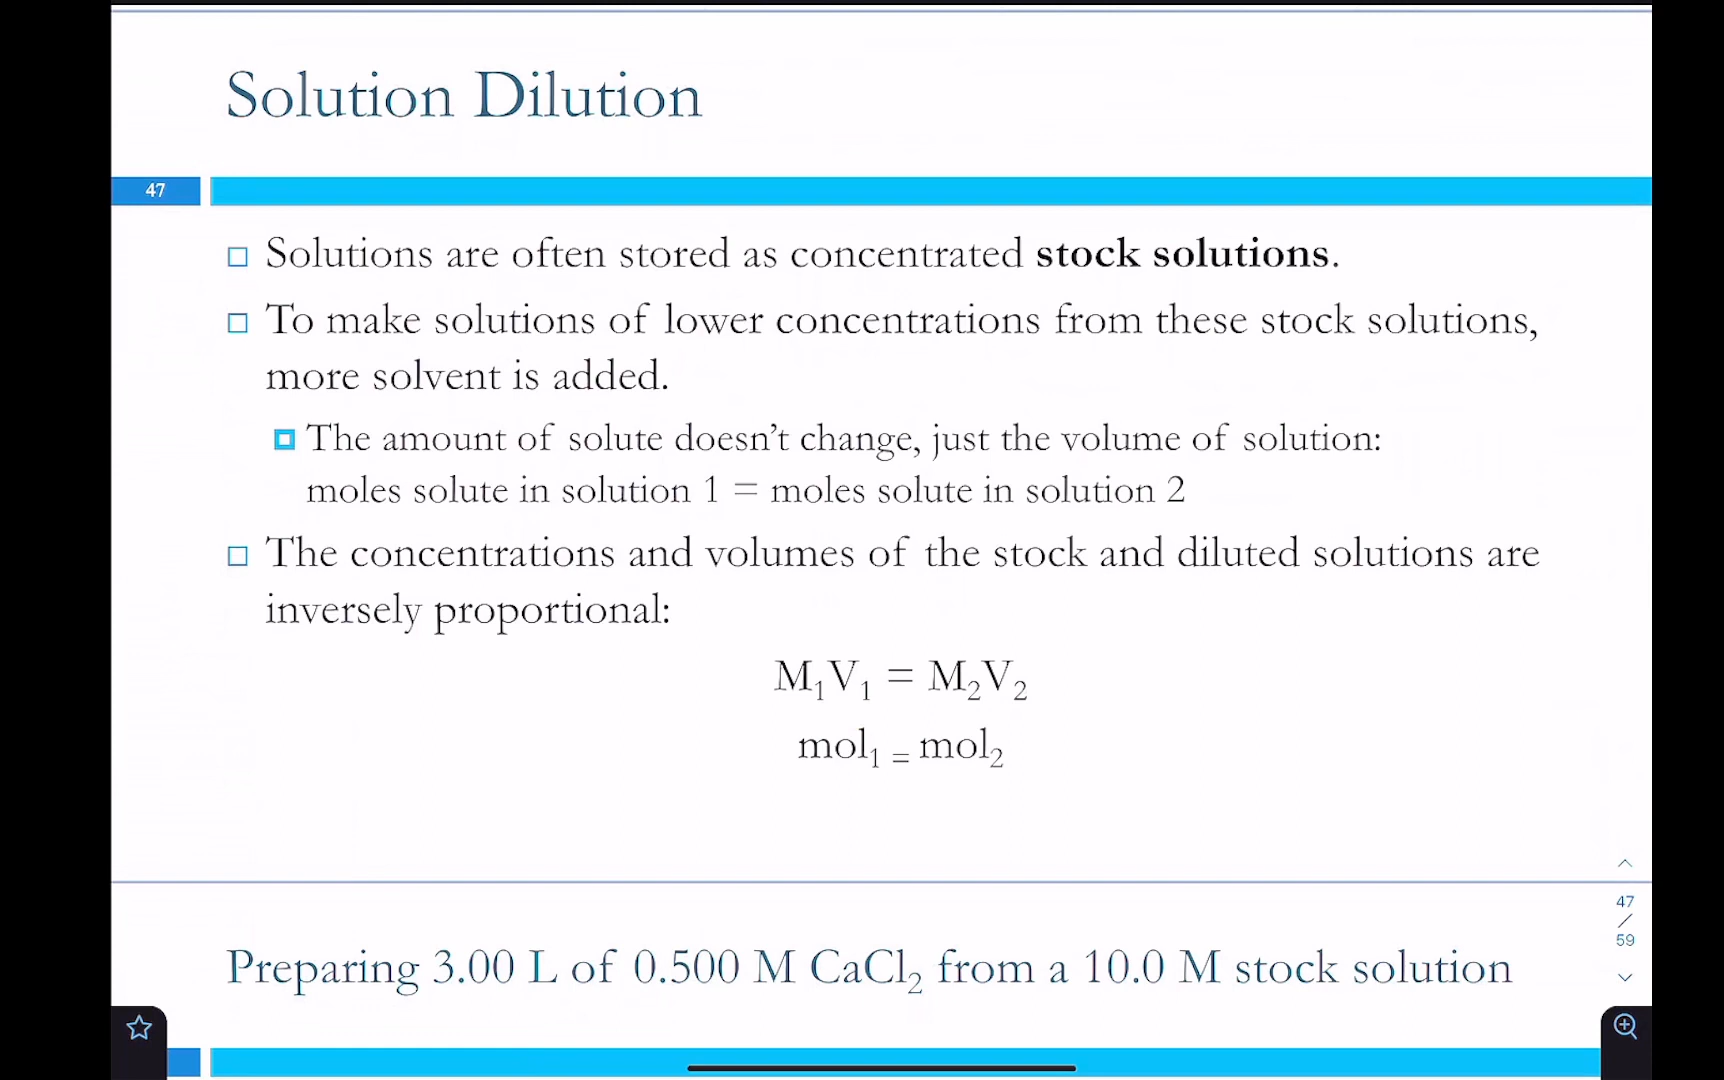 Solution Dilution
47
Solutions are often stored as concentrated stock solutions.
To make solutions of lower concentrations from these stock solutions,
more solvent is added.
The amount of solute doesn’t change, just the volume of solution:
moles solute in solution 1 = moles solute in solution 2
The concentrations and volumes of the stock and diluted solutions are
inversely proportional:
M₁V₁ = M₂V₂
mol₁ = mol₂
47
/
59
Preparing 3.00 L of 0.500 M CaCl₂ from a 10.0 M stock solution